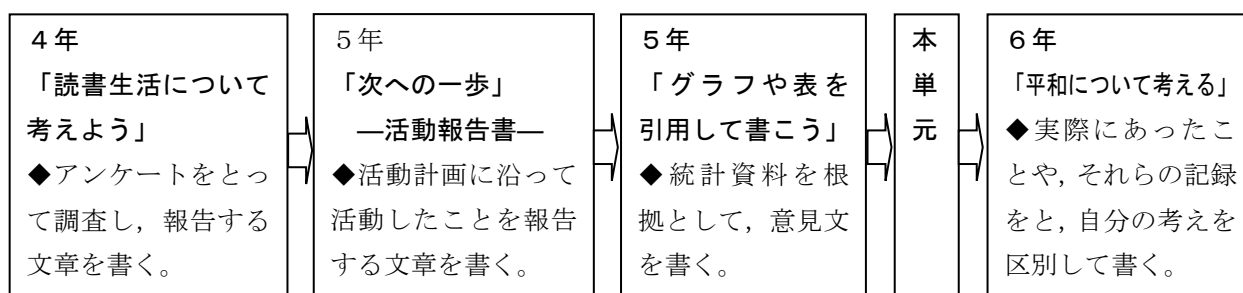 ４年
「読書生活について
考えよう」
◆アンケートをとっ
て調査し，報告する
文章を書く。
５年
「次への一歩」
―活動報告書―
◆活動計画に沿って
活動したことを報告
する文章を書く。
５年
「グラフや表を
引用して書こう」
◆統計資料を根
拠として，意見文
を書く。
本
単
元
６年
「平和について考える」
◆実際にあったこ
とや，それらの記録
をと，自分の考えを
区別して書く。